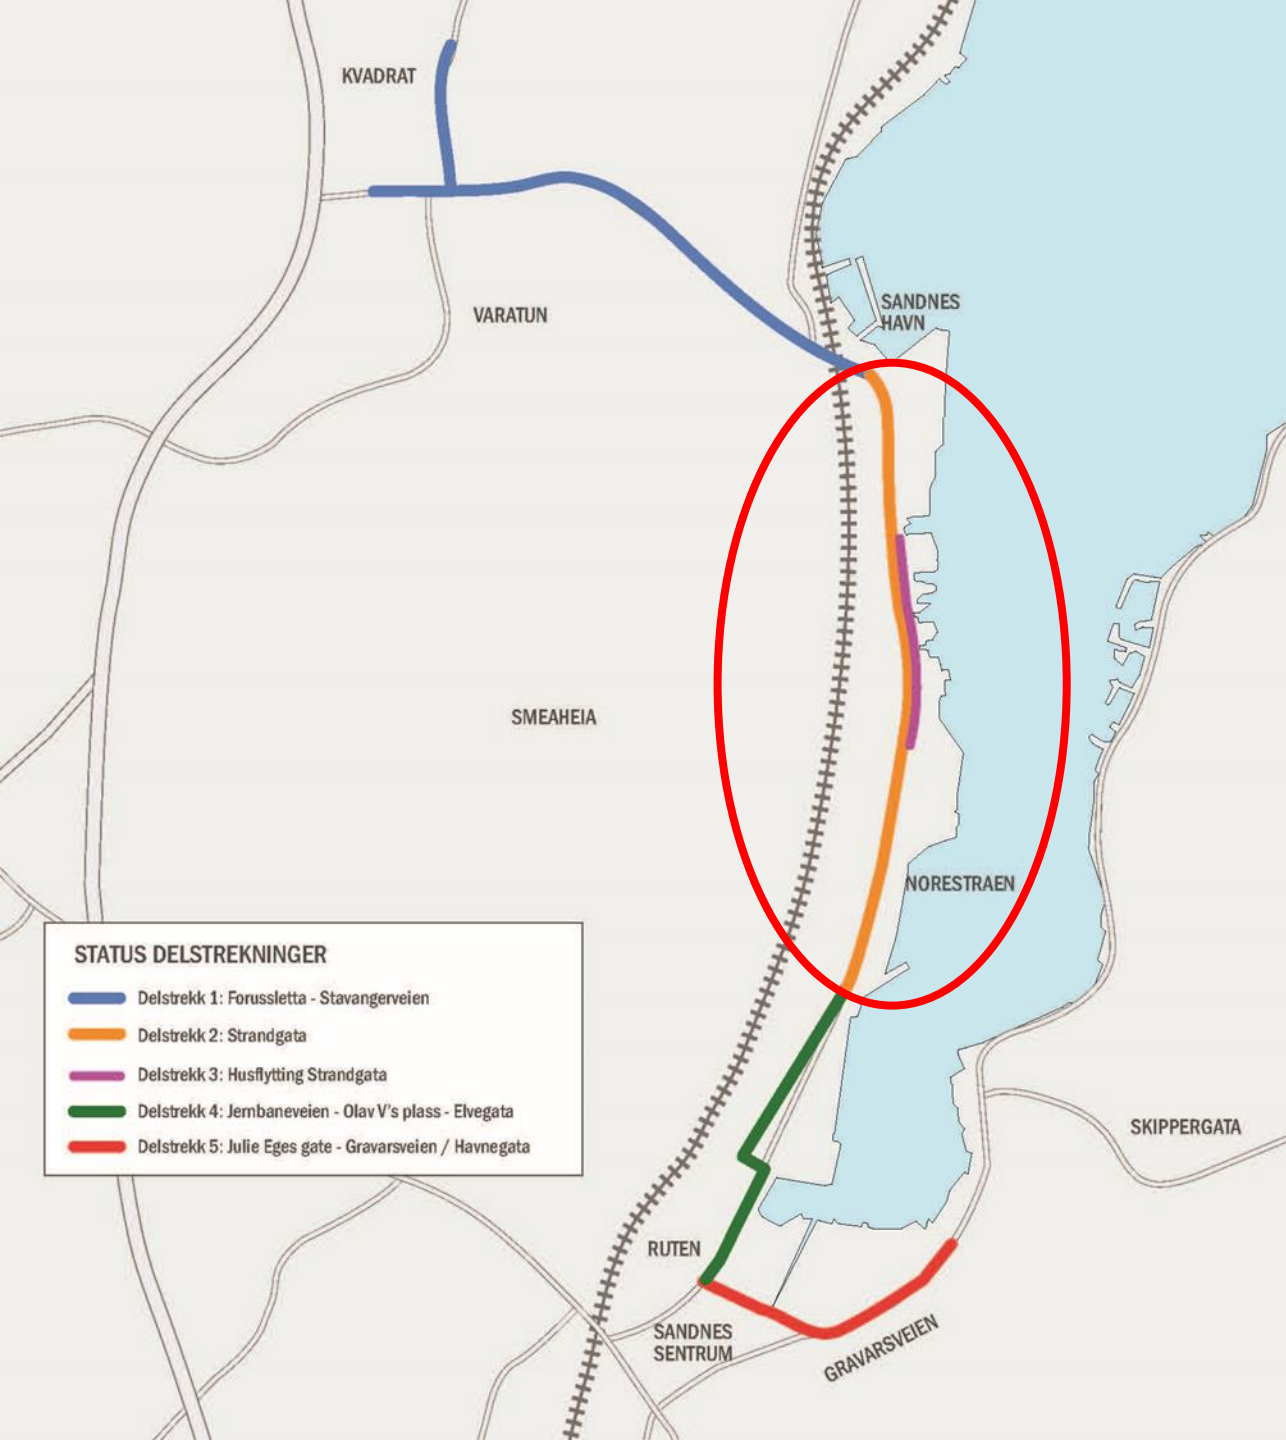 KVADRAT
VARATUN
SANDNES
HAVN
SMEAHEIA
NORESTRAEN
STATUS DELSTREKNINGER
Delstrekk 1: Forussletta - Stavangerveien
Delstrekk 2: Strandgata
Delstrekk 3: Husflytting Strandgata
Delstrekk 4: Jernbaneveien - Olav V's plass - Elvegata
Delstrekk 5: Julie Eges gate - Gravarsveien / Havnegata
SKIPPERGATA
RUTEN
SANDNES
SENTRUM
GRAVARSVEIEN